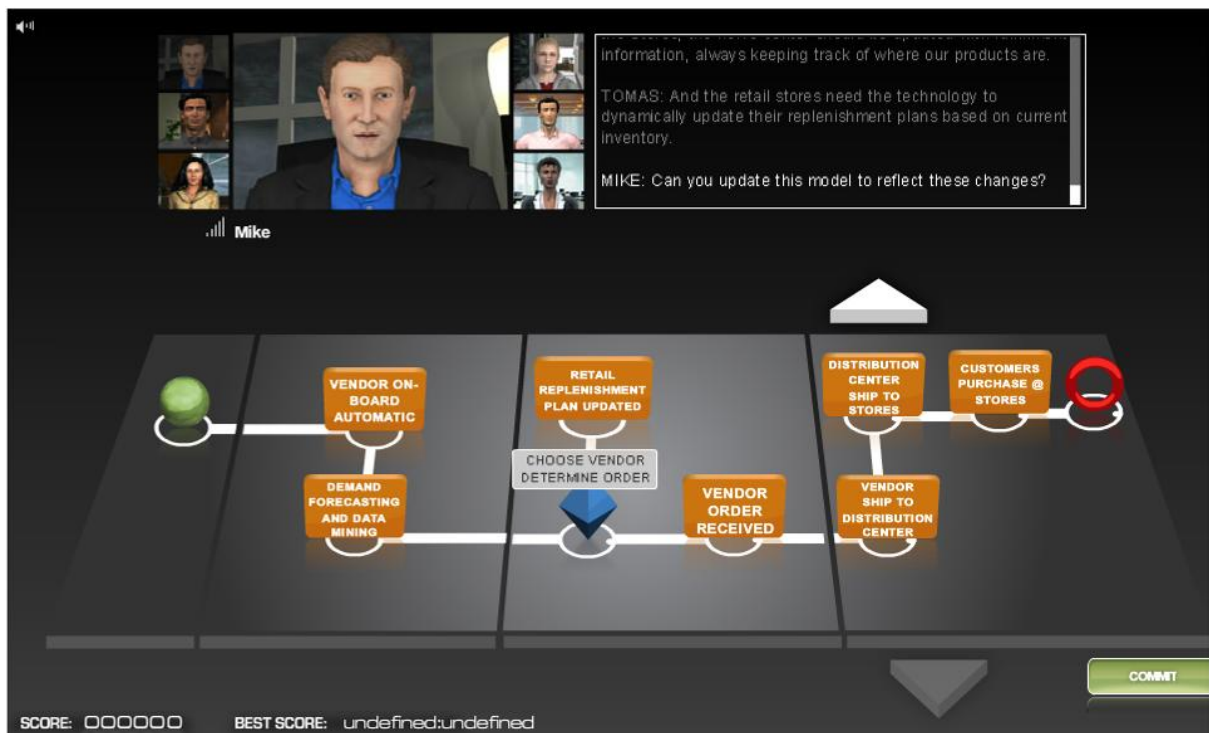 information, always keeping track of where our products are.
TOMAS: And the retail stores need the technology to
dynamically update their replenishment plans based on current
inventory.
MIKE: Can you update this model to reflect these changes?
Mike
VENDOR ON-
BOARD
AUTOMATIC
RETAIL
REPLENISHMENT
PLAN UPDATED
DISTRIBUTION
CENTER
SHIP TO
STORES
CUSTOMERS
PURCHASE @
STORES
CHOOSE VENDOR
DETERMINE ORDER
DEMAND
FORECASTING
AND DATA
MINING
VENDOR
ORDER
RECEIVED
VENDOR
SHIP TO
DISTRIBUTION
CENTER
COMMIT
SCORE: 000000
BEST SCORE: undefined:undefined